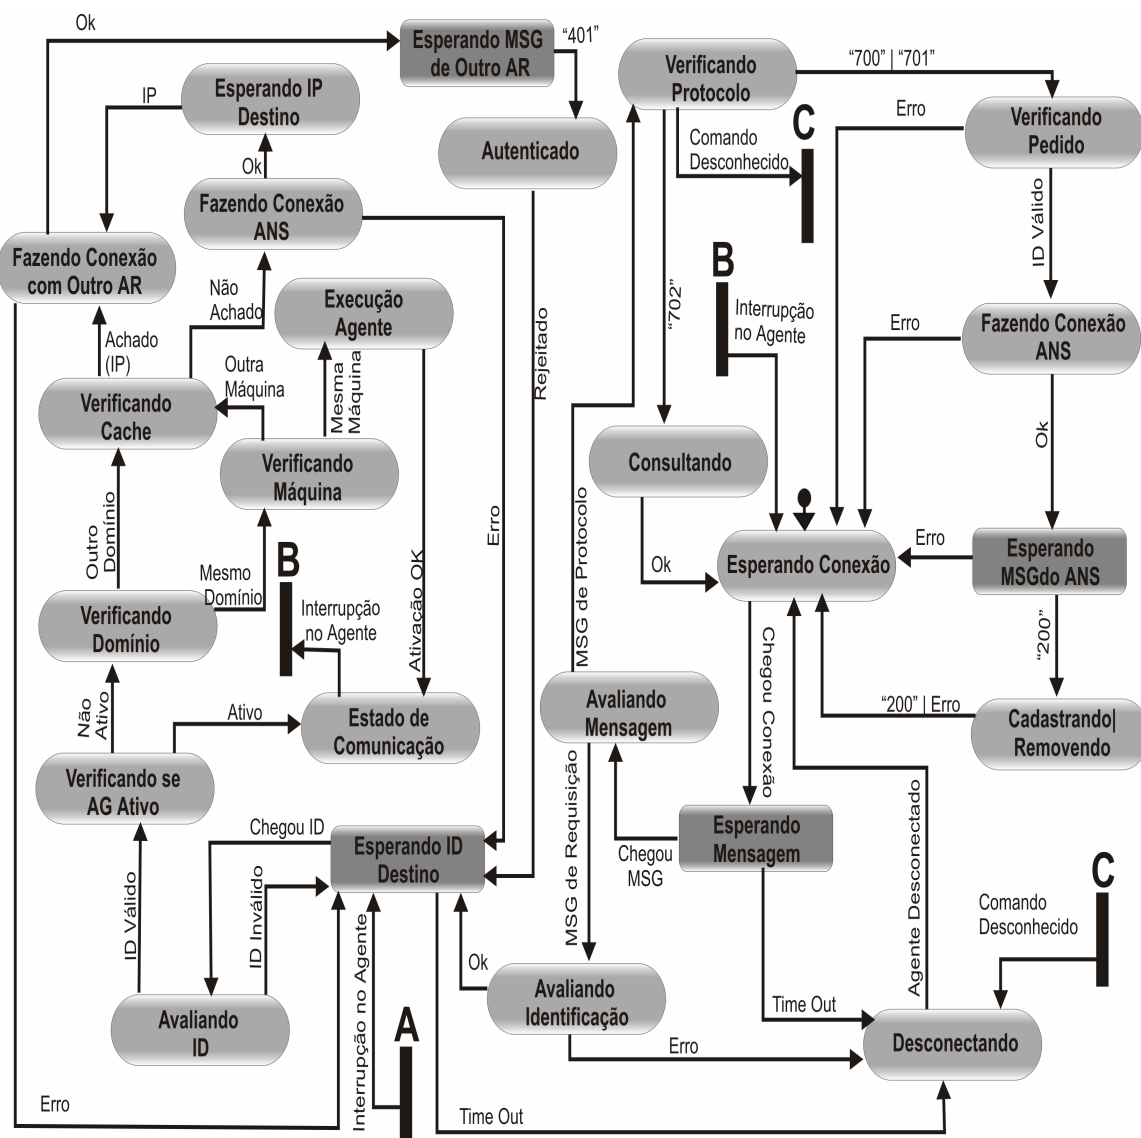 Ok
Esperando MSG
de Outro AR
“401”
Autenticado
Esperando IP
Destino
IP
Ok
Fazendo Conexão
ANS
Fazendo Conexão
com Outro AR
Não
Achado
Execução
Agente
Achado
(IP)
Outra
Máquina
Mesma
Máquina
Verificando
Cache
Verificando
Máquina
Rejeitado
Erro
Outro
Domínio
Mesmo
Domínio
B
Interrupção
no Agente
Ativação OK
Verificando
Domínio
Não
Ativo
Ativo
Estado de
Comunicação
Verificando se
AG Ativo
Chegou ID
Esperando ID
Destino
ID Válido
ID Inválido
Avaliando
ID
Interrupção no Agente
A
Erro
Time Out
Verificando
Protocolo
“700” | “701”
Comando
Desconhecido
C
Erro
Verificando
Pedido
ID Válido
B
Interrupção
no Agente
“702”
Erro
Fazendo Conexão
ANS
Ok
Consultando
MSG de Protocolo
Ok
Esperando Conexão
Erro
Esperando
MSGdo ANS
“200”
Chegou Conexão
“200” | Erro
Cadastrando|
Removendo
Avaliando
Mensagem
MSG de Requisição
Chegou
MSG
Esperando
Mensagem
Agente Desconectado
Comando
Desconhecido
C
Ok
Avaliando
Identificação
Time Out
Erro
Desconectando